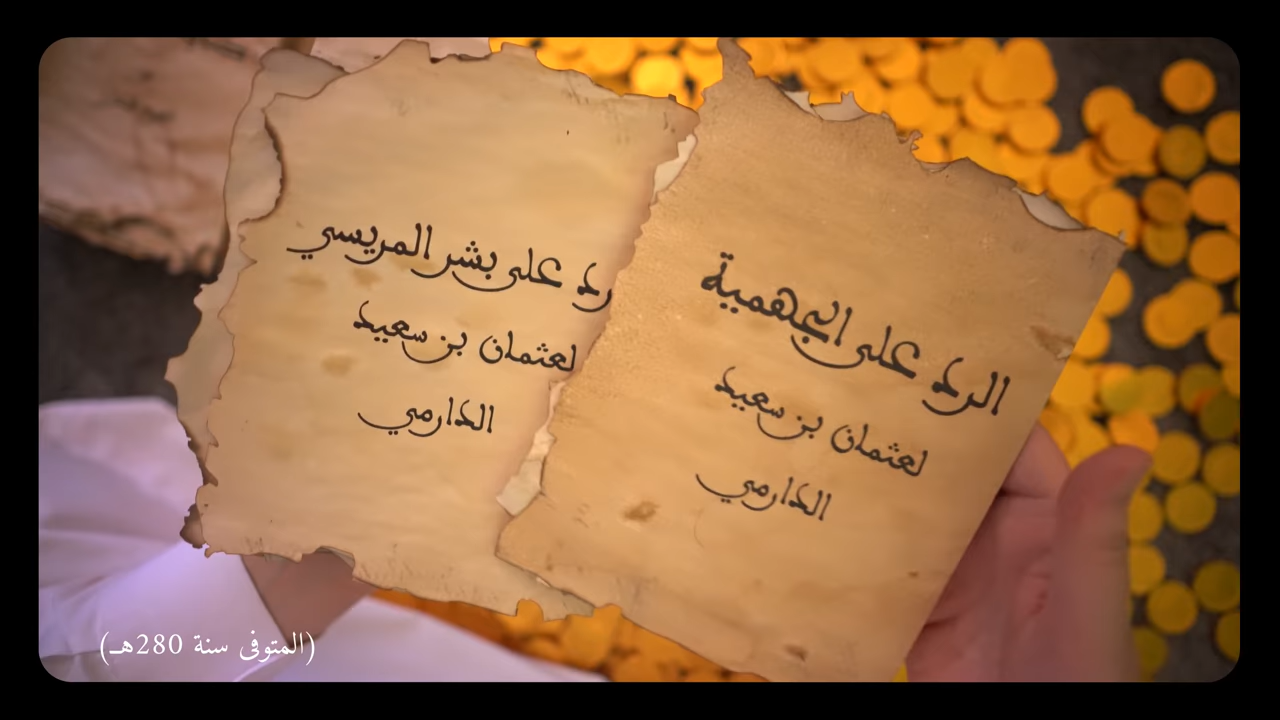 الرد على الجهمية
لعثمان بن سعيد
الدارمي
رد على بشر المريسي
لعثمان بن سعيد
الدارمي
(المتوفى سنة 280هـ)